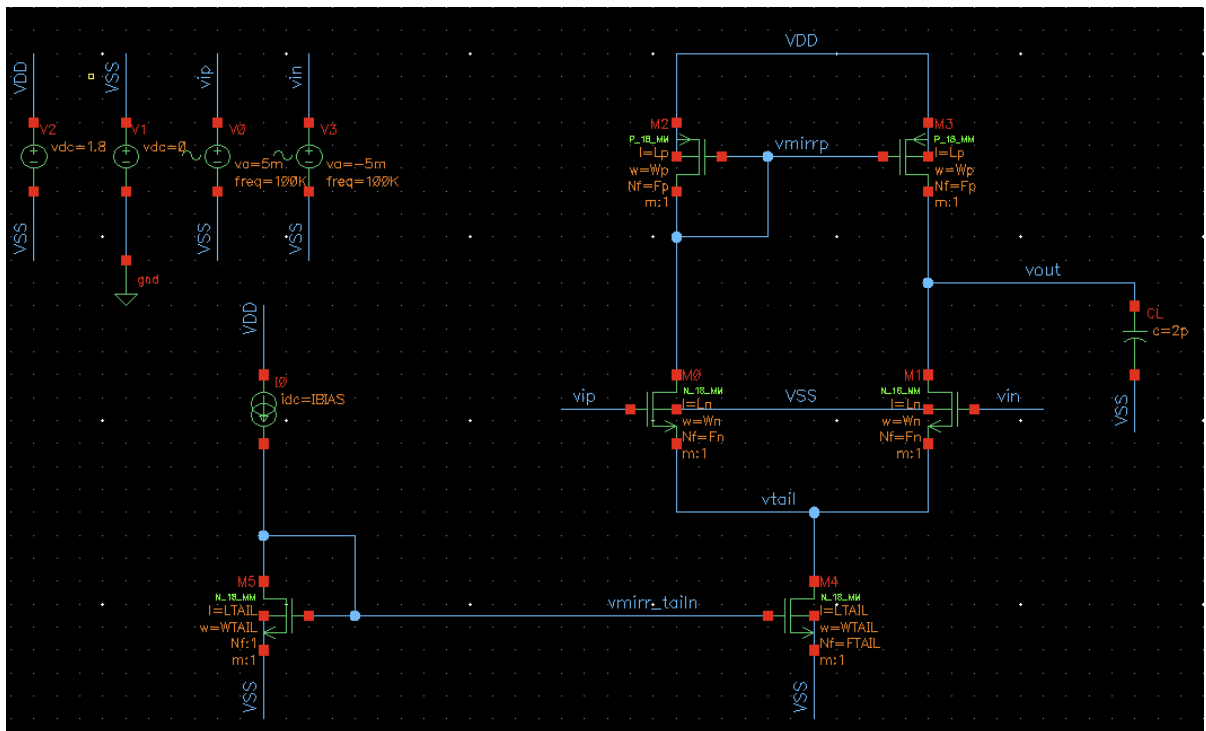 VDD
VSS
vip
vin
V2
vdc=1.8
V1
vdc=0
V0
va=5m
freq=100K
V3
va=-5m
freq=100K
VSS
VSS
VSS
gnd
VDD
M2
P_18_MM
l=Lp
w=Wp
Nf=Fp
m:1
vmirrp
M3
P_18_MM
l=Lp
w=Wp
Nf=Fp
m:1
vout
CL
c=2p
VSS
VDD
I0
idc=IBIAS
vip
M0
N_18_MM
l=Ln
w=Wn
Nf=Fn
m:1
VSS
M1
N_18_MM
l=Ln
w=Wn
Nf=Fn
m:1
vin
vtail
M5
N_18_MM
l=LTAIL
w=WTAIL
Nf:1
m:1
VSS
vmirr_tailn
M4
N_18_MM
l=LTAIL
w=WTAIL
Nf=FTAIL
m:1
VSS